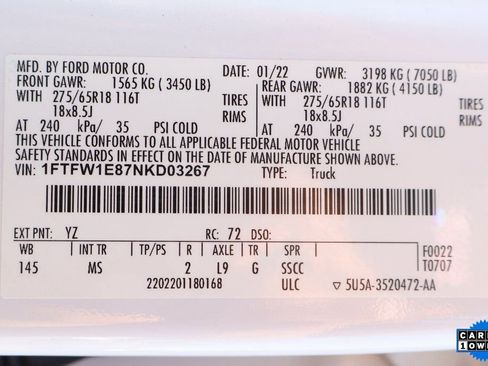 MFD. BY FORD MOTOR CO.
DATE: 01/22 GVWR: 3198 KG ( 7050 LB)
FRONT GAWR: 1565 KG ( 3450 LB) REAR GAWR: 1882 KG ( 4150 LB)
WITH 275/65R18 116T TIRES WITH 275/65R18 116T TIRES
18x8.5J RIMS 18x8.5J RIMS
AT 240 kPa/ 35 PSI COLD AT 240 kPa/ 35 PSI COLD
THIS VEHICLE CONFORMS TO ALL APPLICABLE FEDERAL MOTOR VEHICLE
SAFETY STANDARDS IN EFFECT ON THE DATE OF MANUFACTURE SHOWN ABOVE.
VIN: 1FTFW1E87NKD03267 TYPE: Truck
EXT PNT: YZ RC: 72 DSO:
WB INT TR TP/PS R AXLE TR SPR F0022
145 MS 2 L9 G SSCC T0707
2202201180168 ULC ▽ 5U5A-3520472-AA
1 OWN